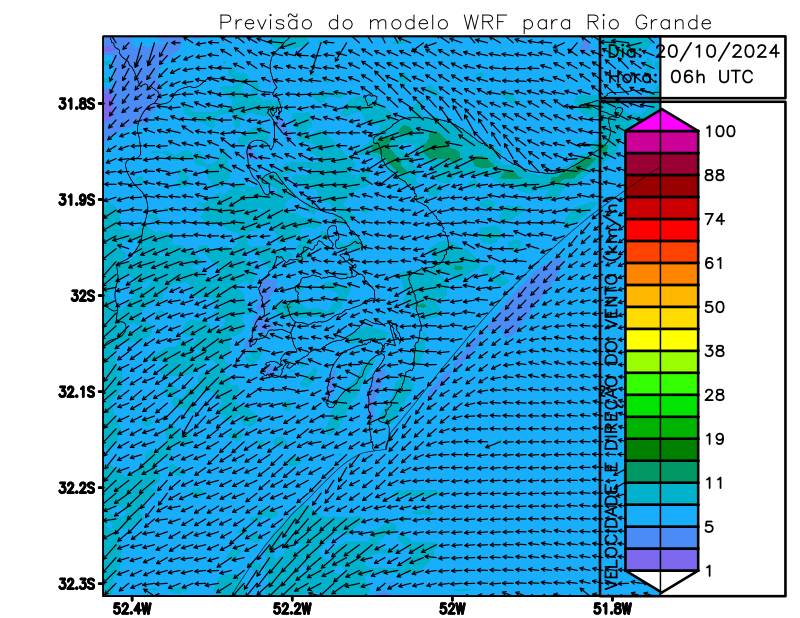 Previsão do modelo WRF para Rio Grande
Dia: 20/10/2024
Hora: 06h UTC
VELOCIDADE E DIREÇÃO DO VENTO (km/h)
100
88
74
61
50
38
28
19
11
5
1
31.8S
31.9S
32S
32.1S
32.2S
32.3S
52.4W
52.2W
52W
51.8W